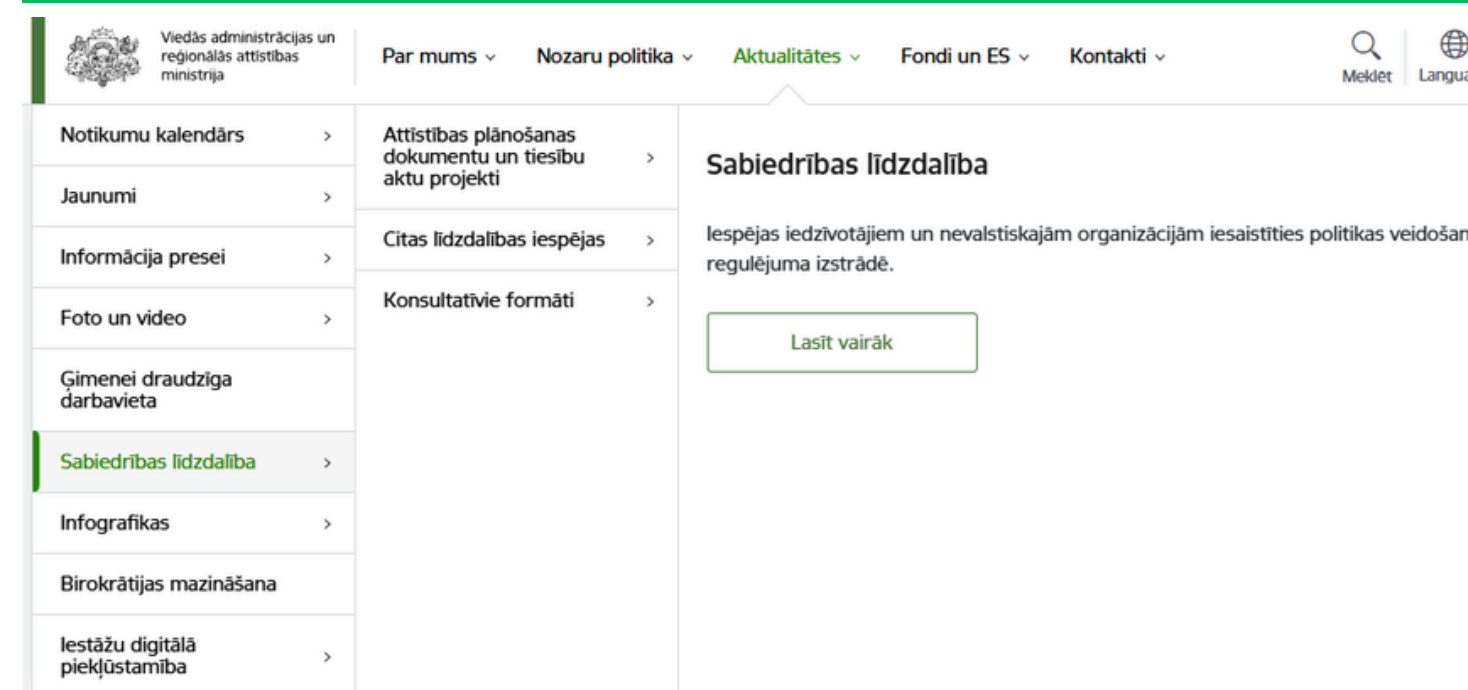 Viedās administrācijas un
reģionālās attīstības
ministrija
Par mums
Nozaru politika
Aktualitātes
Fondi un ES
Kontakti
Meklēt
Notikumu kalendārs
Jaunumi
Informācija presei
Foto un video
Ģimenei draudzīga
darbavieta
Sabiedrības līdzdalība
Infografikas
Birokrātijas mazināšana
Iestāžu digitālā
piekļūstamība
Attīstības plānošanas
dokumentu un tiesību
aktu projekti
Citas līdzdalības iespējas
Konsultatīvie formāti
Sabiedrības līdzdalība
Iespējas iedzīvotājiem un nevalstiskajām organizācijām iesaistīties politikas
regulējuma izstrādē.
Lasīt vairāk